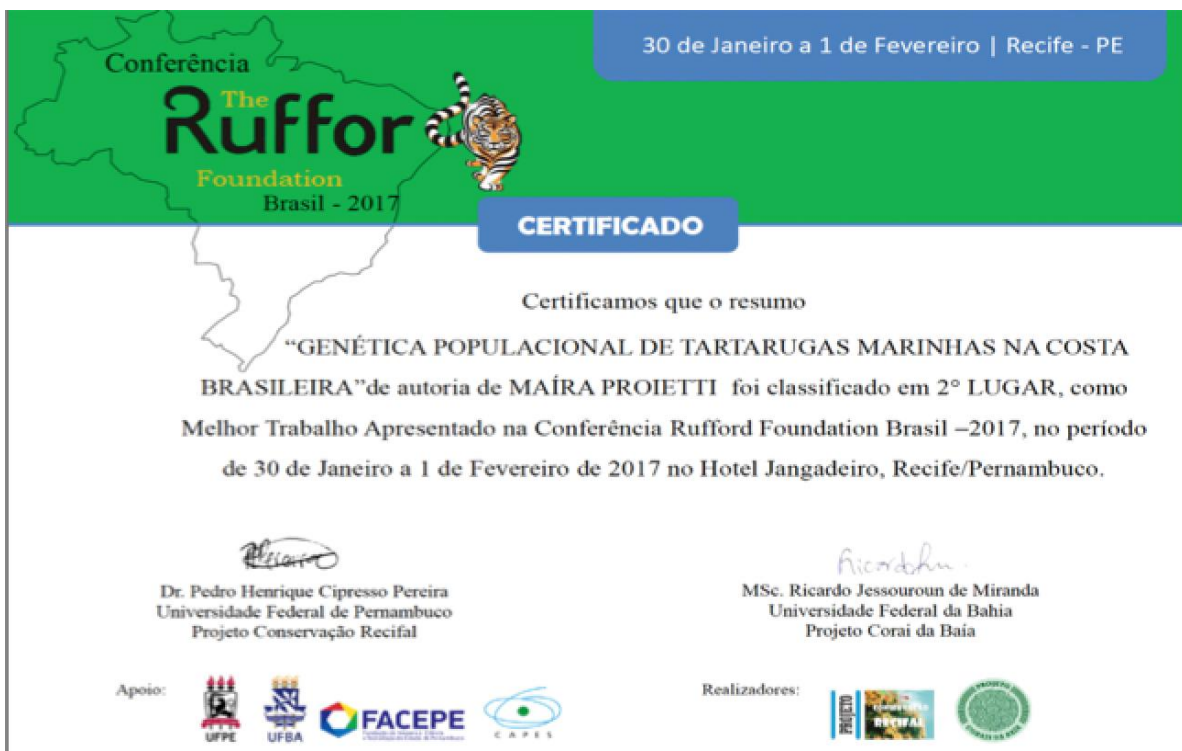 30 de Janeiro a 1 de Fevereiro | Recife - PE
Conferência
The
Ruffor
Foundation
Brasil - 2017
CERTIFICADO
Certificamos que o resumo
“GENÉTICA POPULACIONAL DE TARTARUGAS MARINHAS NA COSTA
BRASILEIRA”de autoria de MAÍRA PROIETTI foi classificado em 2° LUGAR, como
Melhor Trabalho Apresentado na Conferência Rufford Foundation Brasil –2017, no período
de 30 de Janeiro a 1 de Fevereiro de 2017 no Hotel Jangadeiro, Recife/Pernambuco.
Dr. Pedro Henrique Cipresso Pereira
Universidade Federal de Pernambuco
Projeto Conservação Recifal
MSc. Ricardo Jessouroun de Miranda
Universidade Federal da Bahia
Projeto Corai da Baía
Apoio:
UFPE
UFBA
FACEPE
CAPES
Realizadores:
PROJETO
CONSERVAÇÃO
RECIFAL